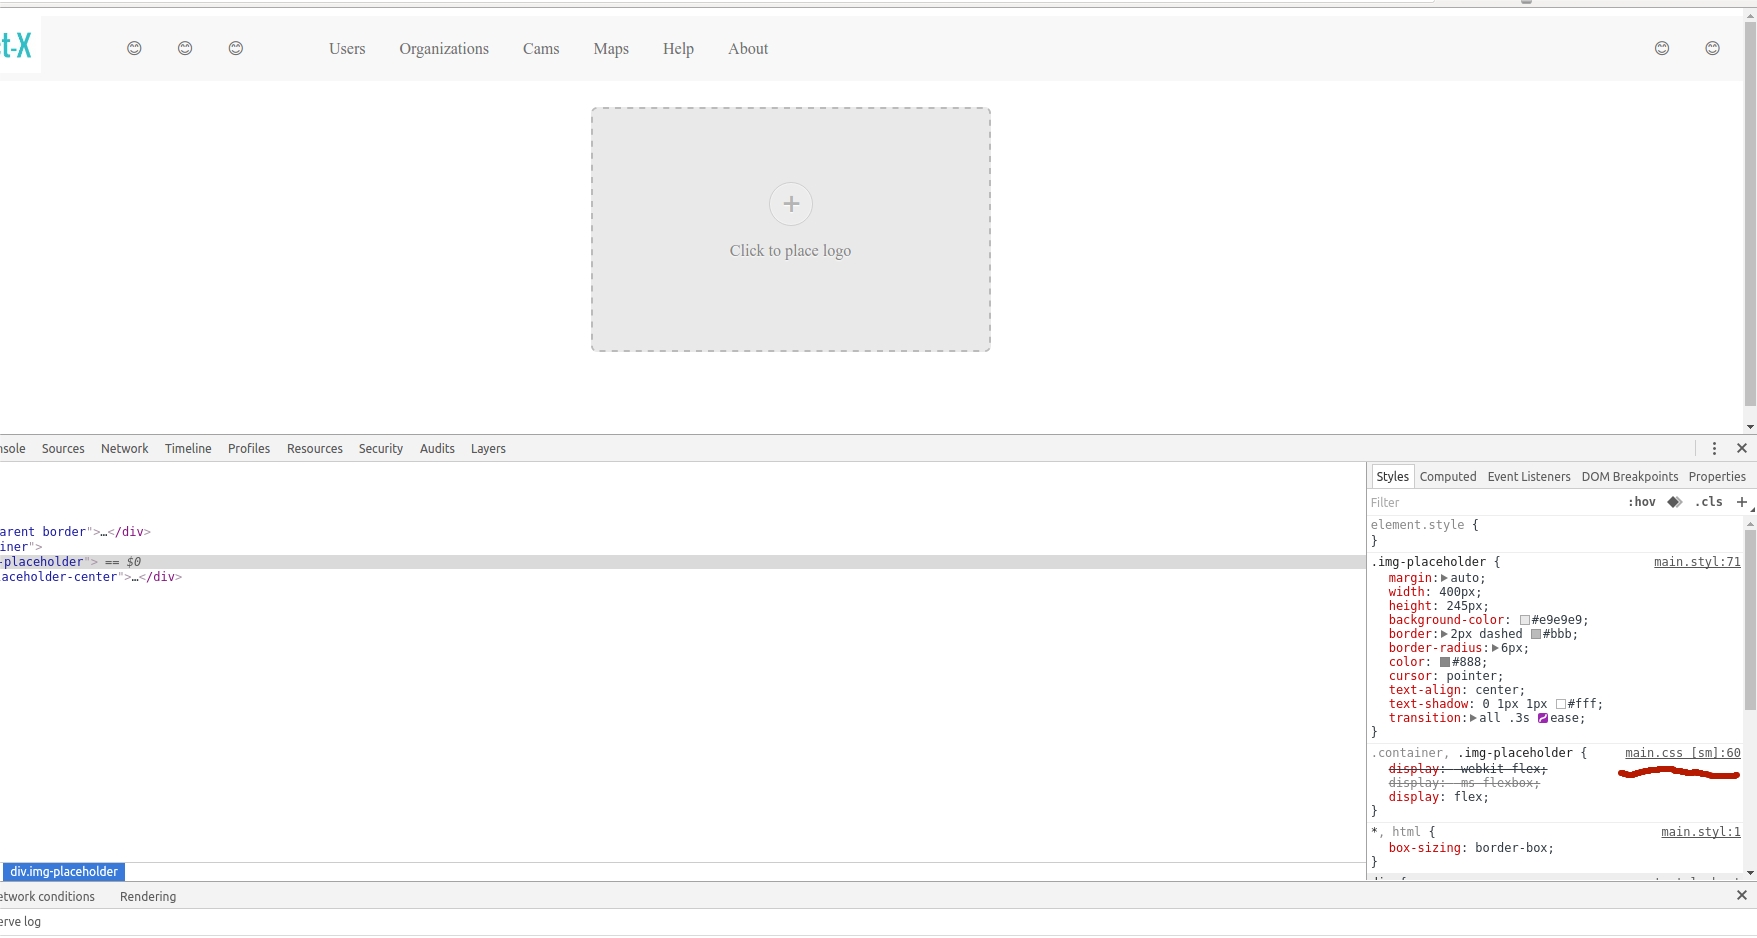 t-X
Users Organizations Cams Maps Help About
+
Click to place logo
nsole Sources Network Timeline Profiles Resources Security Audits Layers
Styles Computed Event Listeners DOM Breakpoints Properties
Filter :hov .cls +
element.style {
}
arent border">…</div>
iner">
-placeholder"> == $0
laceholder-center">…</div>
.img-placeholder { main.styl:71
margin: auto;
width: 400px;
height: 245px;
background-color: #e9e9e9;
border: 2px dashed #bbb;
border-radius: 6px;
color: #888;
cursor: pointer;
text-align: center;
text-shadow: 0 1px 1px #fff;
transition: all .3s ease;
}
.container, .img-placeholder { main.css [sm]:60
display: -webkit-flex;
display: -ms-flexbox;
display: flex;
}
*, html { main.styl:1
box-sizing: border-box;
}
div.img-placeholder
etwork conditions Rendering
erve log